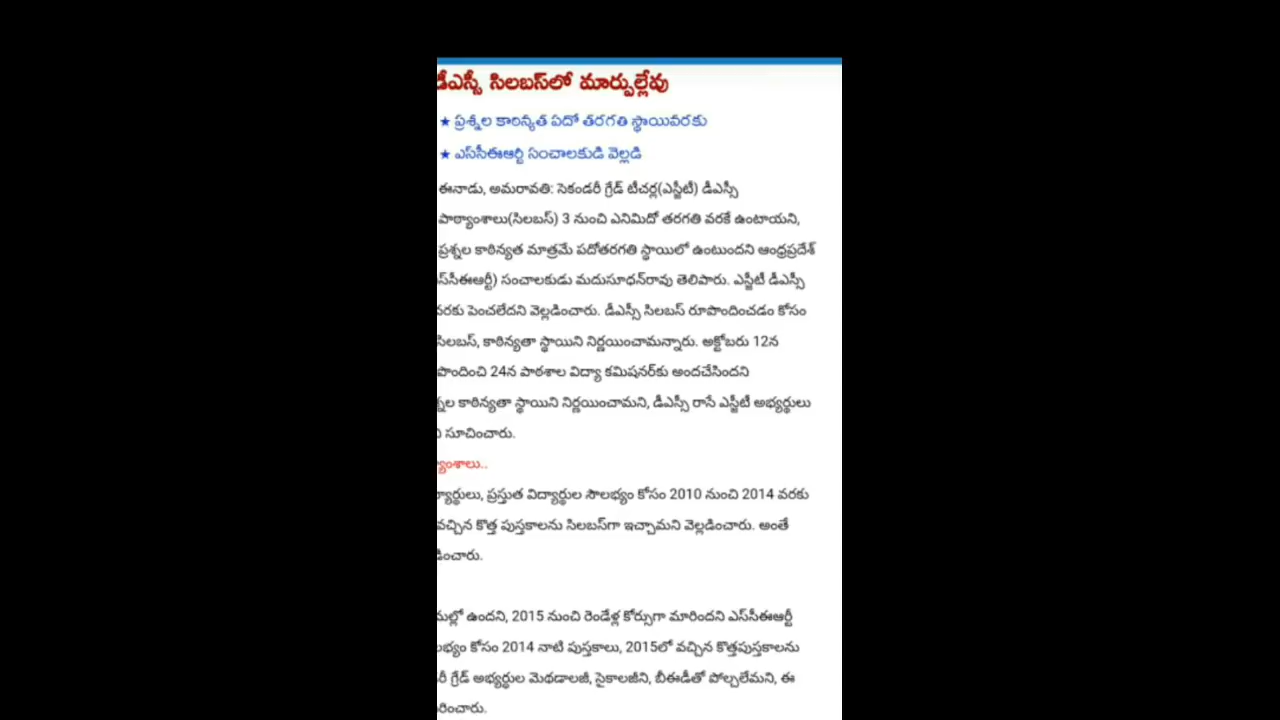 డీఎస్సీ సిలబస్‌లో మార్పుల్లేవు
★ ప్రశ్నల కాఠిన్యత పదో తరగతి స్థాయివరకు
★ ఎస్‌సీఈఆర్టీ సంచాలకుడి వెల్లడి
ఈనాడు, అమరావతి: సెకండరీ గ్రేడ్ టీచర్ల(ఎస్జీటీ) డీఎస్సీ
పాఠ్యాంశాలు(సిలబస్) 3 నుంచి ఎనిమిదో తరగతి వరకే ఉంటాయని,
ప్రశ్నల కాఠిన్యత మాత్రమే పదోతరగతి స్థాయిలో ఉంటుందని ఆంధ్రప్రదేశ్
స్‌సీఈఆర్టీ) సంచాలకుడు మదుసూధన్‌రావు తెలిపారు. ఎస్జీటీ డీఎస్సీ
వరకు పెంచలేదని వెల్లడించారు. డీఎస్సీ సిలబస్ రూపొందించడం కోసం
సిలబస్, కాఠిన్యతా స్థాయిని నిర్ణయించామన్నారు. అక్టోబరు 12న
పొందించి 24న పాఠశాల విద్యా కమిషనర్‌కు అందచేసిందని
శ్నల కాఠిన్యతా స్థాయిని నిర్ణయించామని, డీఎస్సీ రాసే ఎస్జీటీ అభ్యర్థులు
సూచించారు.
్యాంశాలు..
్యార్థులు, ప్రస్తుత విద్యార్థుల సౌలభ్యం కోసం 2010 నుంచి 2014 వరకు
వచ్చిన కొత్త పుస్తకాలను సిలబస్‌గా ఇచ్చామని వెల్లడించారు. అంతే
డించారు.
మల్లో ఉందని, 2015 నుంచి రెండేళ్ల కోర్సుగా మారిందని ఎస్‌సీఈఆర్టీ
లభ్యం కోసం 2014 నాటి పుస్తకాలు, 2015లో వచ్చిన కొత్తపుస్తకాలను
రీ గ్రేడ్ అభ్యర్థుల మెథడాలజీ, సైకాలజీని, బీఈడీతో పోల్చలేమని, ఈ
రించారు.